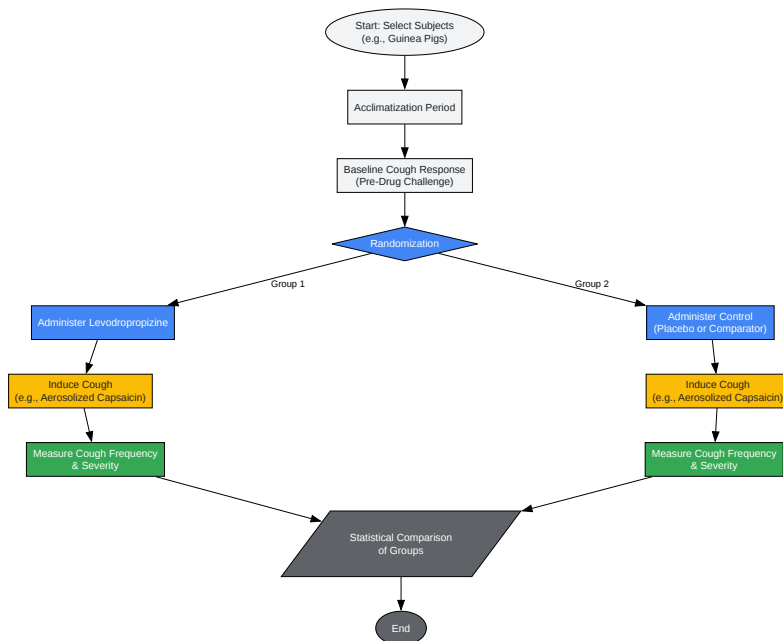 Start: Select Subjects
(e.g., Guinea Pigs)
Acclimatization Period
Baseline Cough Response
(Pre-Drug Challenge)
Randomization
Group 1
Group 2
Administer Levodropropizine
Administer Control
(Placebo or Comparator)
Induce Cough
(e.g., Aerosolized Capsaicin)
Induce Cough
(e.g., Aerosolized Capsaicin)
Measure Cough Frequency
& Severity
Measure Cough Frequency
& Severity
Statistical Comparison
of Groups
End